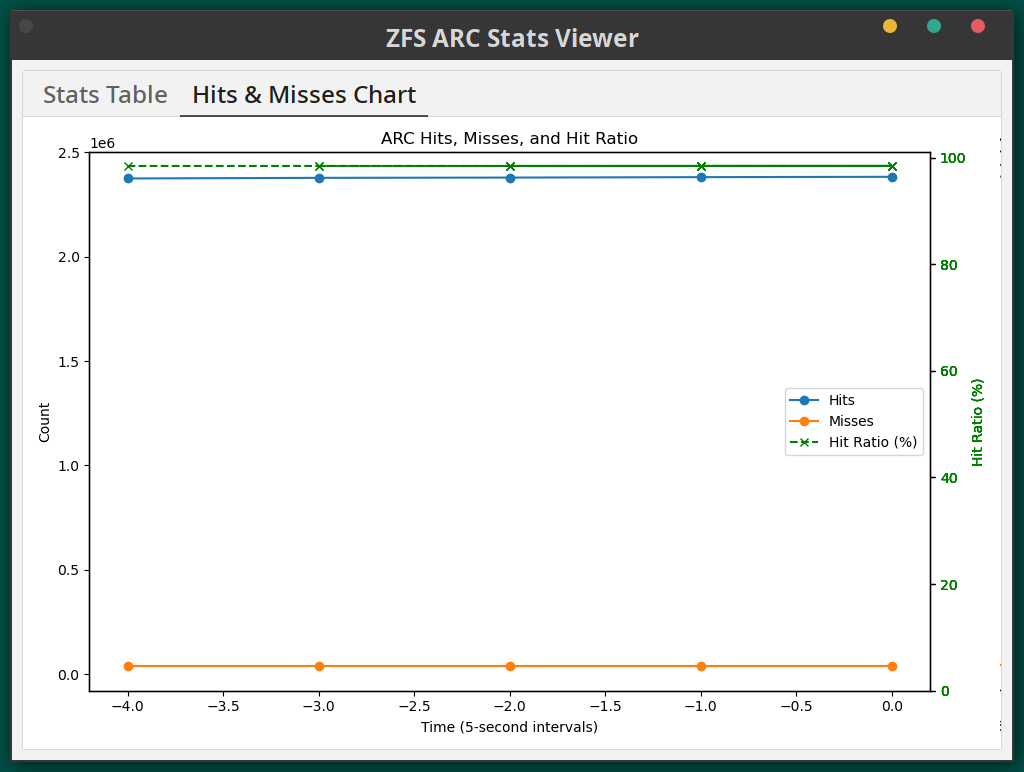 ZFS ARC Stats Viewer
Stats Table
Hits & Misses Chart
ARC Hits, Misses, and Hit Ratio
1e6
2.5
2.0
1.5
1.0
0.5
0.0
Count
100
80
60
40
20
0
Hit Ratio (%)
Hits
Misses
Hit Ratio (%)
−4.0
−3.5
−3.0
−2.5
−2.0
−1.5
−1.0
−0.5
0.0
Time (5-second intervals)